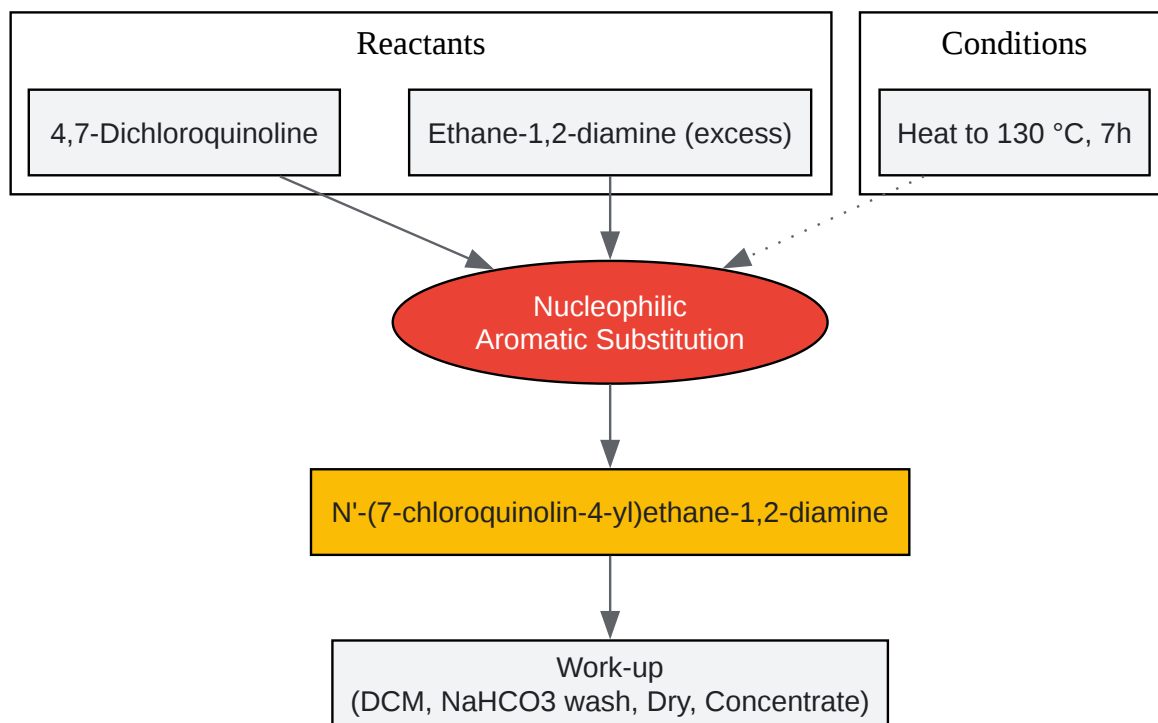 Reactants
Conditions
4,7-Dichloroquinoline
Ethane-1,2-diamine (excess)
Heat to 130 °C, 7h
Nucleophilic
Aromatic Substitution
N'-(7-chloroquinolin-4-yl)ethane-1,2-diamine
Work-up
(DCM, NaHCO3 wash, Dry, Concentrate)